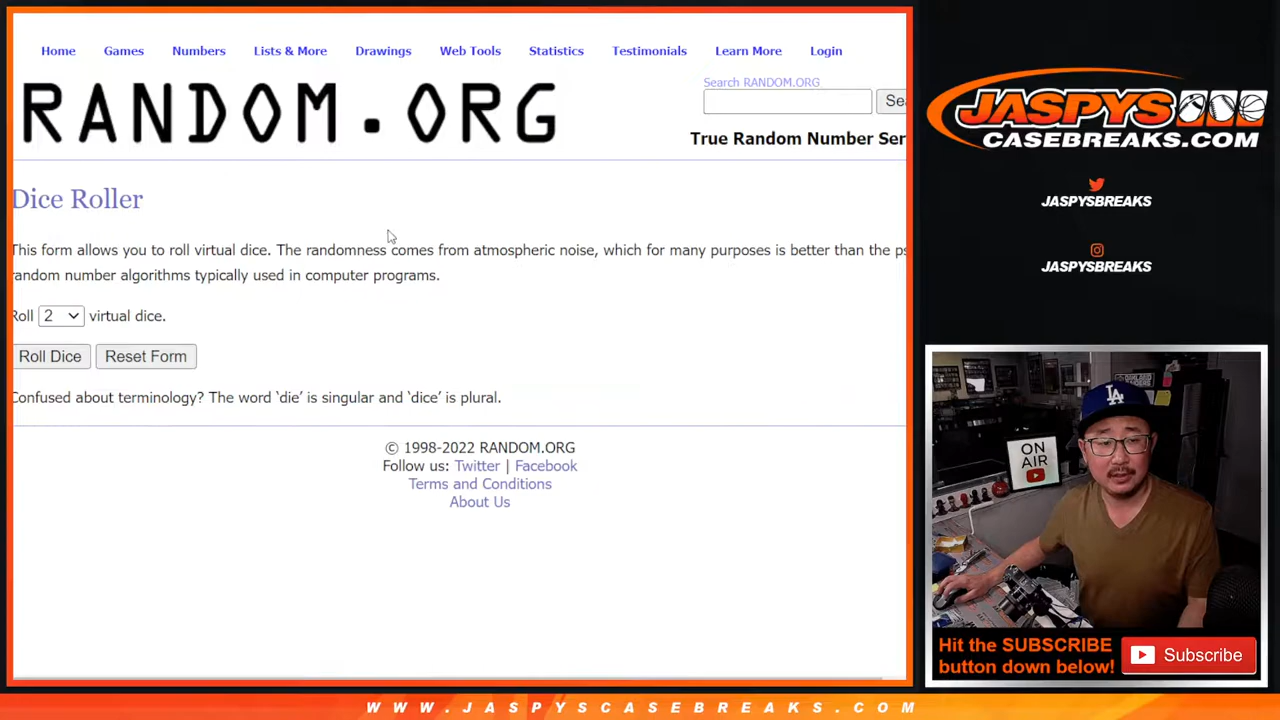 Home Games Numbers Lists & More Drawings Web Tools Statistics Testimonials Learn More Login
RANDOM.ORG
Search RANDOM.ORG
Sea
True Random Number Ser
Dice Roller
This form allows you to roll virtual dice. The randomness comes from atmospheric noise, which for many purposes is better than the ps
random number algorithms typically used in computer programs.
Roll 2 virtual dice.
Roll Dice Reset Form
Confused about terminology? The word ‘die’ is singular and ‘dice’ is plural.
© 1998-2022 RANDOM.ORG
Follow us: Twitter | Facebook
Terms and Conditions
About Us
JASPYS
CASEBREAKS.COM
JASPYSBREAKS
JASPYSBREAKS
LA
ON
AIR
Hit the SUBSCRIBE
button down below!
Subscribe
WWW.JASPYSCASEBREAKS.COM